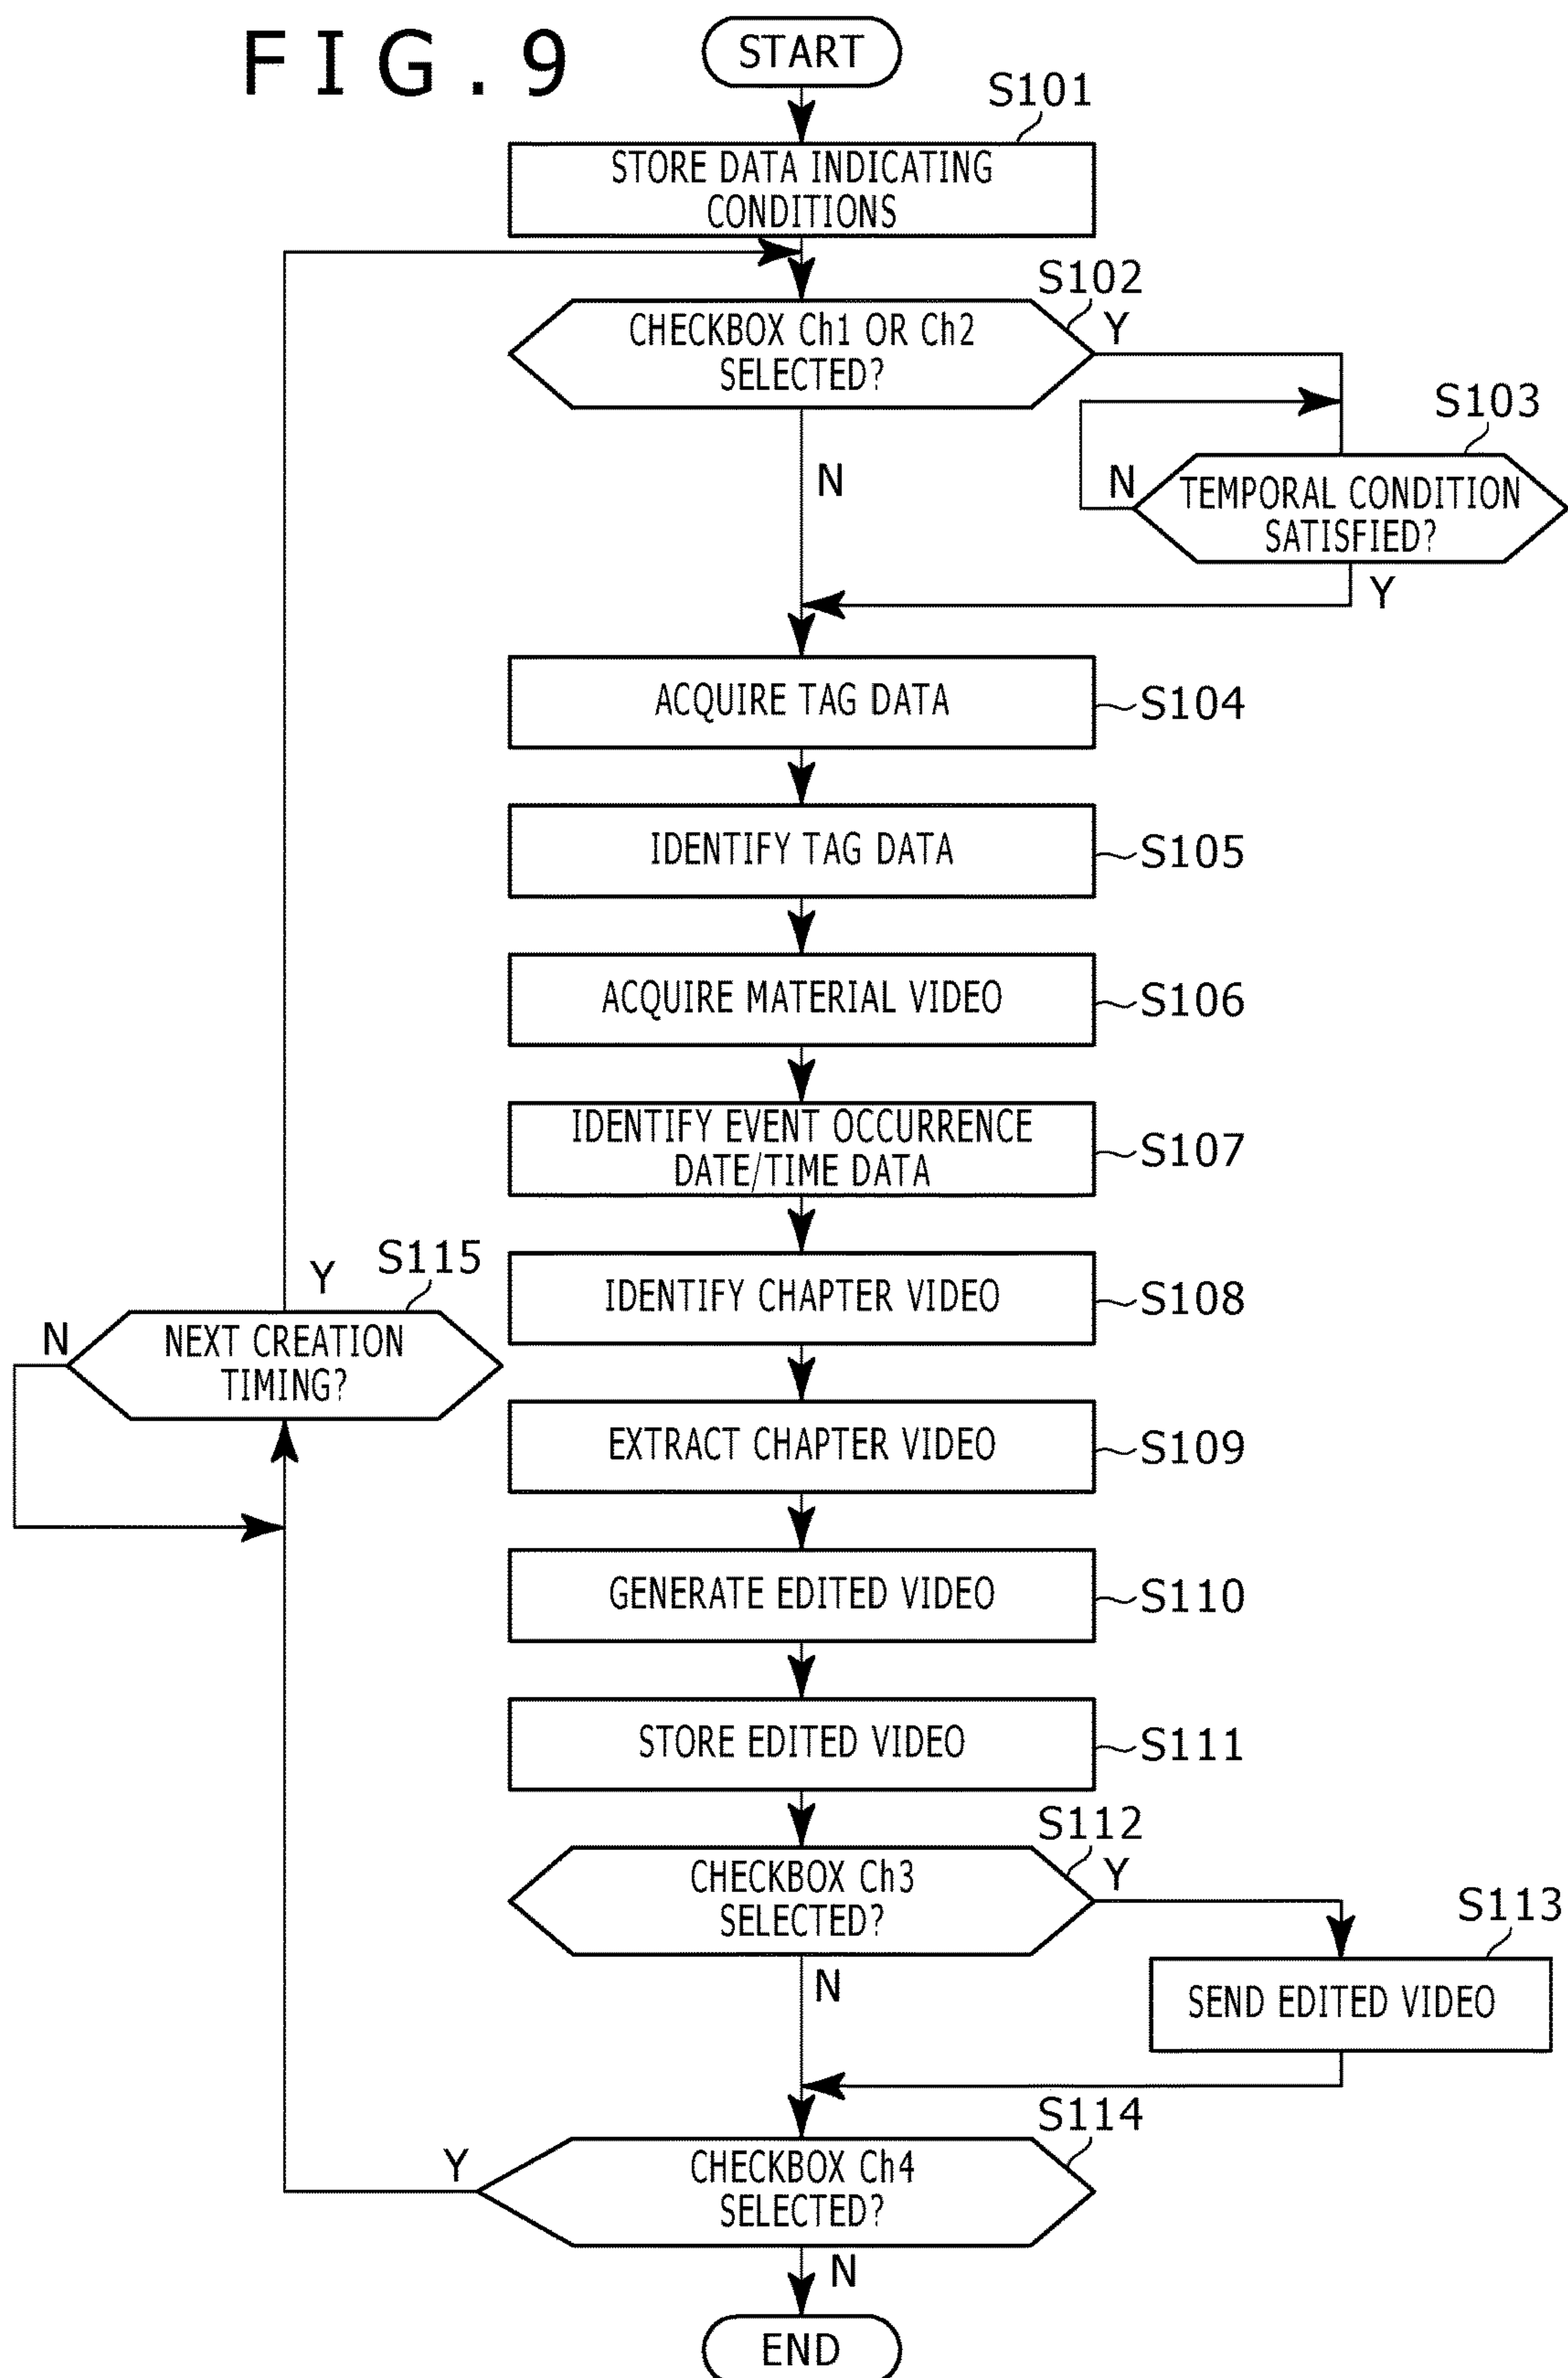 FIG.9
START
S101
STORE DATA INDICATING
CONDITIONS
S102
CHECKBOX Ch1 OR Ch2
SELECTED?
Y
N
S103
TEMPORAL CONDITION
SATISFIED?
N
Y
ACQUIRE TAG DATA
S104
IDENTIFY TAG DATA
S105
ACQUIRE MATERIAL VIDEO
S106
IDENTIFY EVENT OCCURRENCE
DATE/TIME DATA
S107
IDENTIFY CHAPTER VIDEO
S108
S115
Y
N
NEXT CREATION
TIMING?
EXTRACT CHAPTER VIDEO
S109
GENERATE EDITED VIDEO
S110
STORE EDITED VIDEO
S111
S112
CHECKBOX Ch3
SELECTED?
Y
N
S113
SEND EDITED VIDEO
S114
Y
CHECKBOX Ch4
SELECTED?
N
END